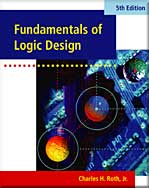 5th Edition
Fundamentals of
Logic Design
Charles H. Roth, Jr.